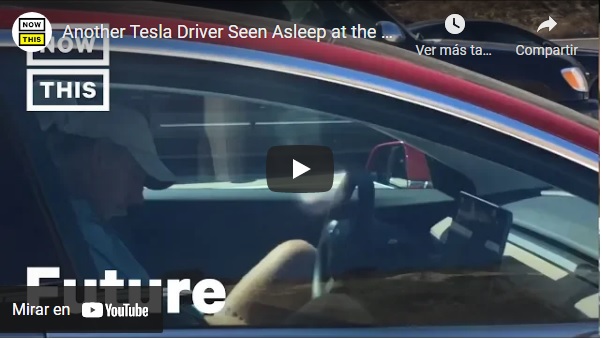 NOW
THIS
Another Tesla Driver Seen Asleep at the ...
Ver más ta...
Compartir
NOW
THIS
Future
Mirar en YouTube